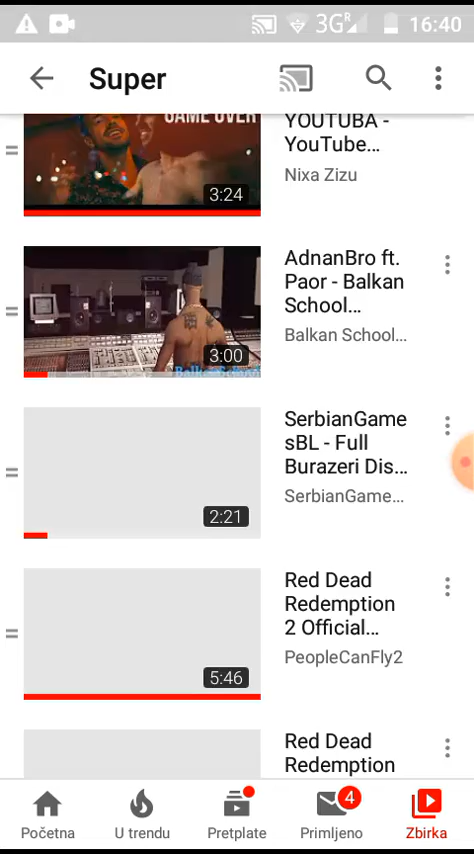 3G R 16:40
Super
GAME OVER
3:24
YOUTUBA -
YouTube...
Nixa Zizu
3:00
BalkanSchool
AdnanBro ft.
Paor - Balkan
School...
Balkan School...
2:21
SerbianGame
sBL - Full
Burazeri Dis...
SerbianGame...
5:46
Red Dead
Redemption
2 Official...
PeopleCanFly2
Red Dead
Redemption
4
Početna
U trendu
Pretplate
Primljeno
Zbirka